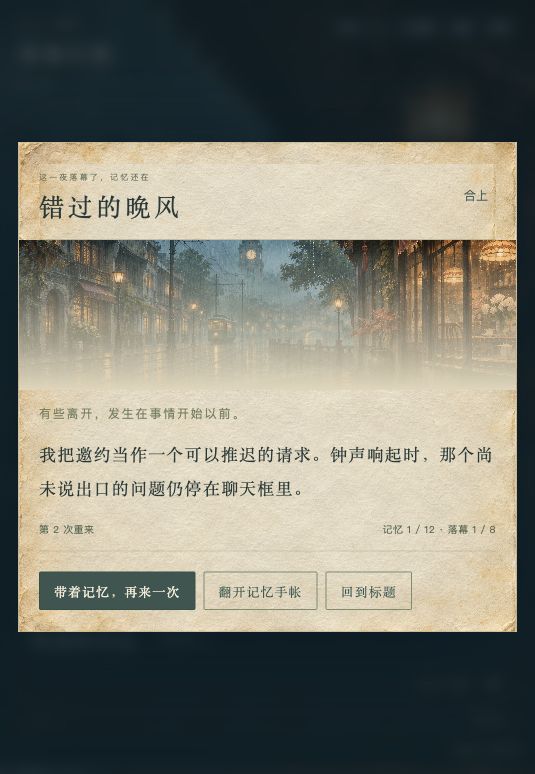 这一夜落幕了，记忆还在
错过的晚风
合上
有些离开，发生在事情开始以前。
我把邀约当作一个可以推迟的请求。钟声响起时，那个尚
未说出口的问题仍停在聊天框里。
第 2 次重来
记忆 1 / 12 · 落幕 1 / 8
带着记忆，再来一次
翻开记忆手帐
回到标题